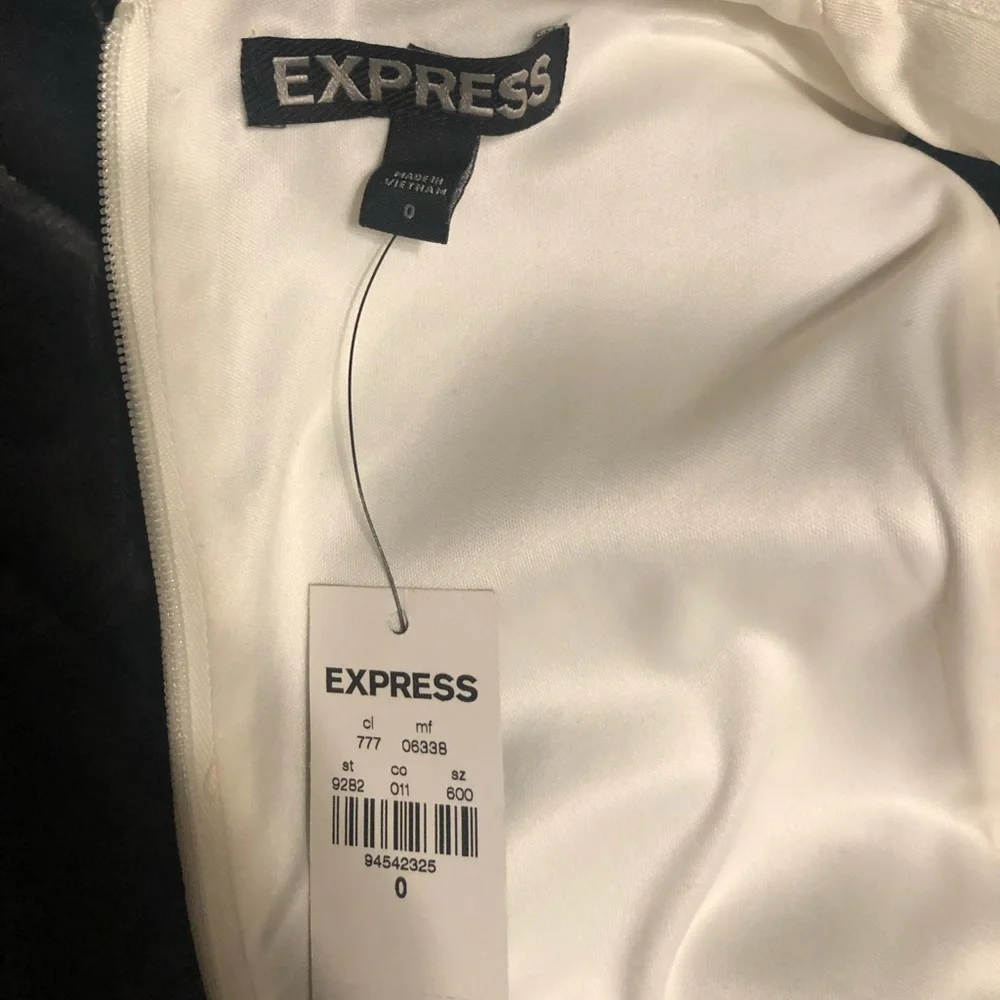 EXPRESS
MADE IN
VIETNAM
0
EXPRESS
cl mf
777 06338
st co sz
9282 011 600
94542325
0